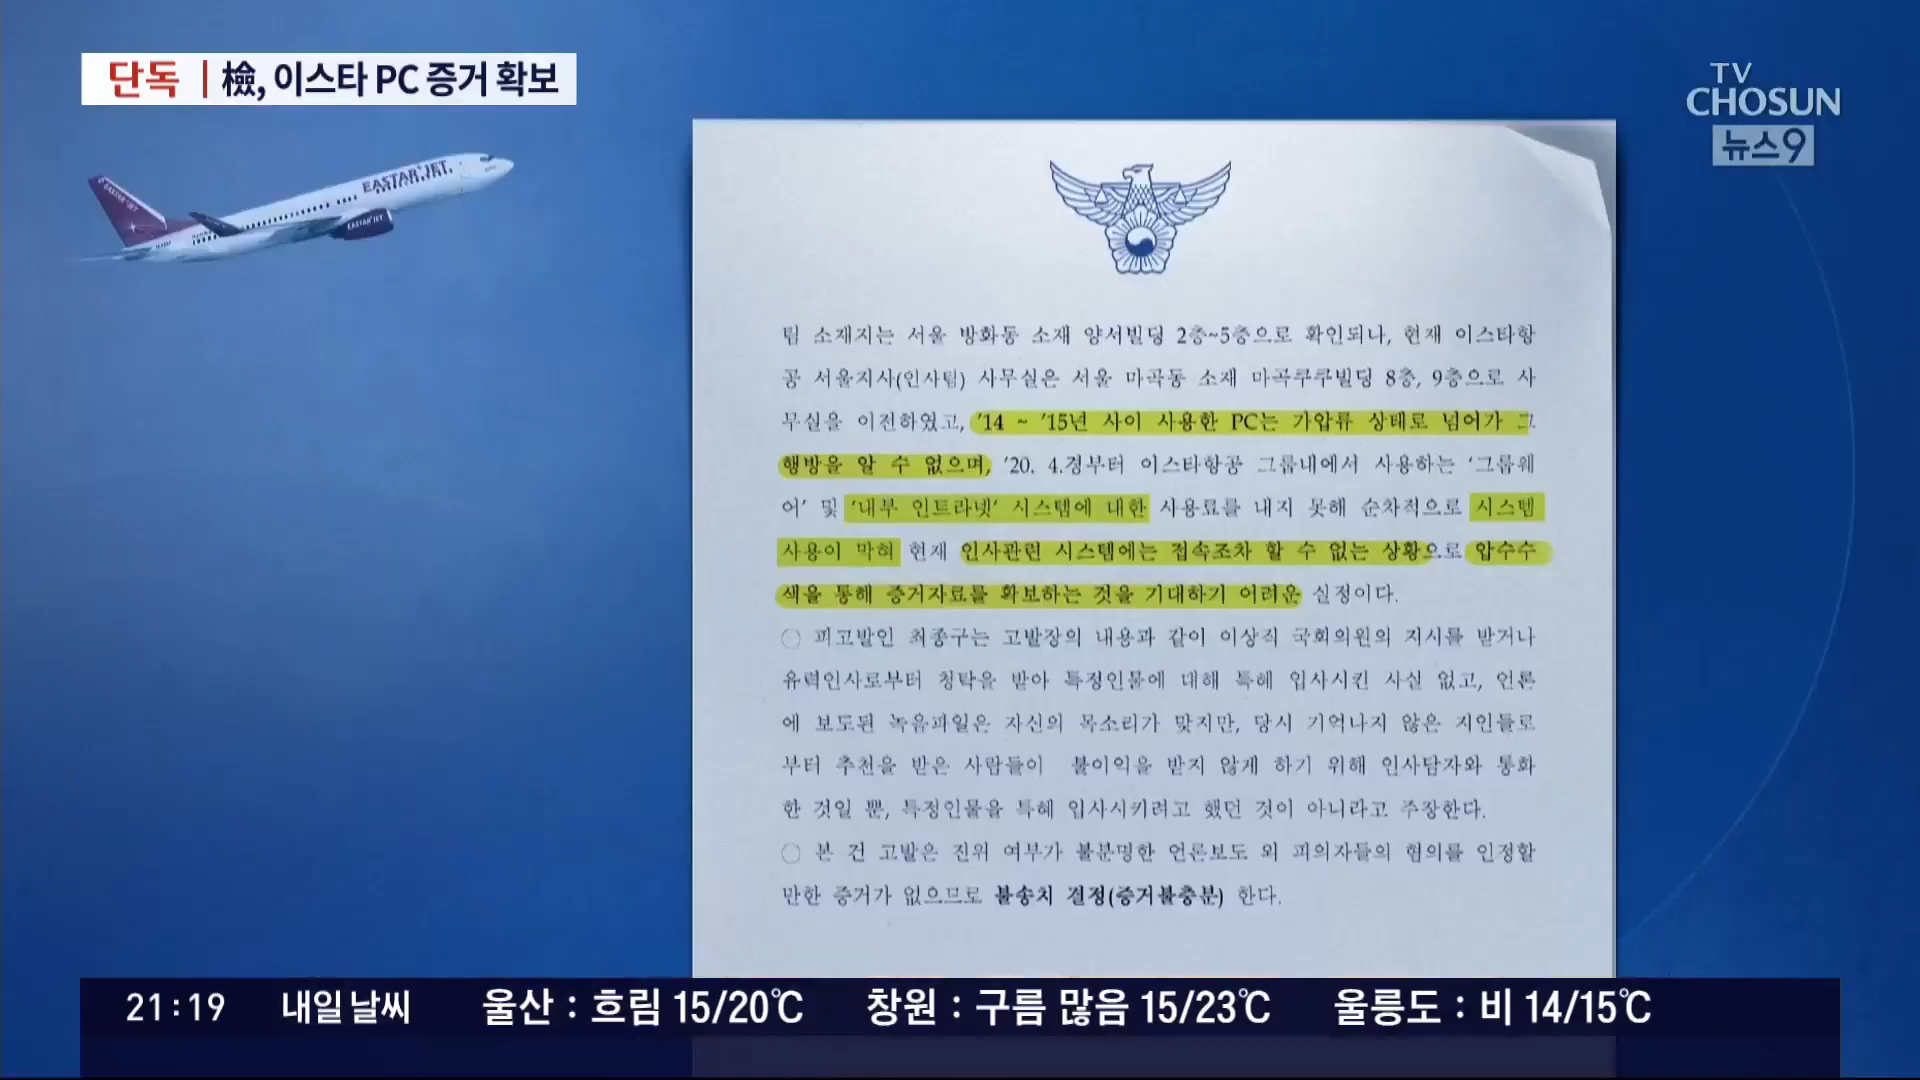 단독 | 檢, 이스타 PC 증거 확보
TV
CHOSUN
뉴스9
EASTAR JET
EASTAR JET
EASTAR JET
팀 소재지는 서울 방화동 소재 양서빌딩 2층~5층으로 확인되나, 현재 이스타항
공 서울지사(인사팀) 사무실은 서울 마곡동 소재 마곡쿠쿠빌딩 8층, 9층으로 사
무실을 이전하였고, '14 ~ '15년 사이 사용한 PC는 가압류 상태로 넘어가 그
행방을 알 수 없으며, '20. 4.경부터 이스타항공 그룹내에서 사용하는 '그룹웨
어' 및 '내부 인트라넷' 시스템에 대한 사용료를 내지 못해 순차적으로 시스템
사용이 막혀 현재 인사관련 시스템에는 접속조차 할 수 없는 상황으로 압수수
색을 통해 증거자료를 확보하는 것을 기대하기 어려운 실정이다.
○ 피고발인 최종구는 고발장의 내용과 같이 이상직 국회의원의 지시를 받거나
유력인사로부터 청탁을 받아 특정인물에 대해 특혜 입사시킨 사실 없고, 언론
에 보도된 녹음파일은 자신의 목소리가 맞지만, 당시 기억나지 않은 지인들로
부터 추천을 받은 사람들이 불이익을 받지 않게 하기 위해 인사담자와 통화
한 것일 뿐, 특정인물을 특혜 입사시키려고 했던 것이 아니라고 주장한다.
○ 본 건 고발은 진위 여부가 불분명한 언론보도 외 피의자들의 혐의를 인정할
만한 증거가 없으므로 불송치 결정(증거불충분) 한다.
21:19 내일 날씨 울산 : 흐림 15/20℃ 창원 : 구름 많음 15/23℃ 울릉도 : 비 14/15℃